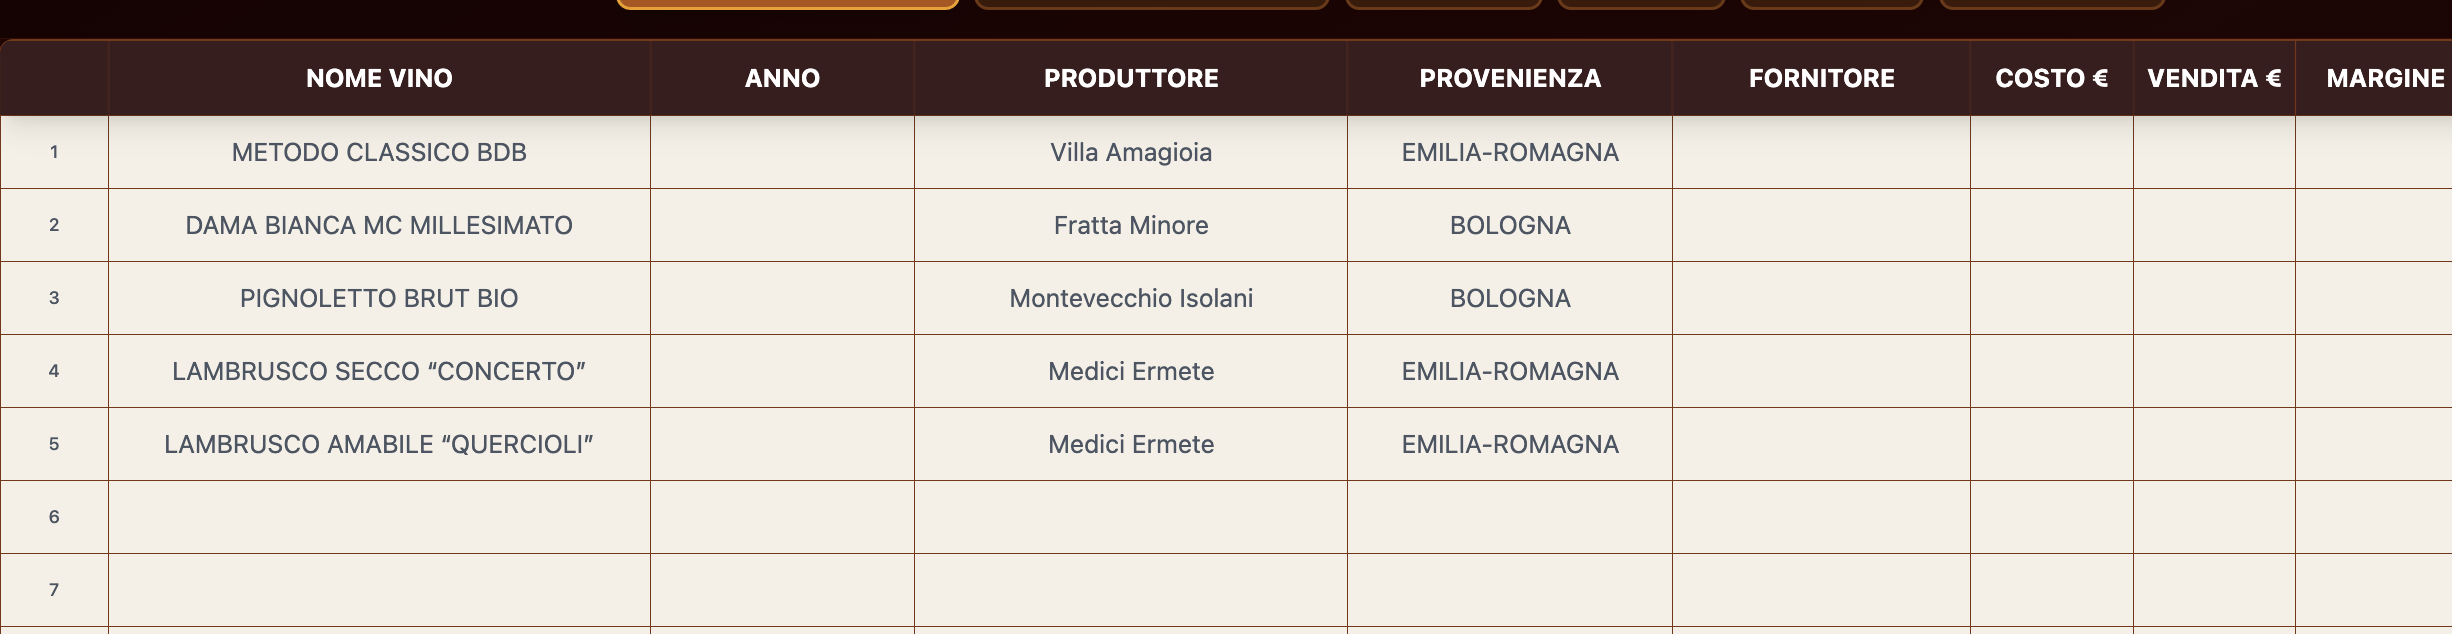 NOME VINO ANNO PRODUTTORE PROVENIENZA FORNITORE COSTO € VENDITA € MARGINE
1 METODO CLASSICO BDB Villa Amagioia EMILIA-ROMAGNA
2 DAMA BIANCA MC MILLESIMATO Fratta Minore BOLOGNA
3 PIGNOLETTO BRUT BIO Montevecchio Isolani BOLOGNA
4 LAMBRUSCO SECCO “CONCERTO” Medici Ermete EMILIA-ROMAGNA
5 LAMBRUSCO AMABILE “QUERCIOLI” Medici Ermete EMILIA-ROMAGNA
6
7